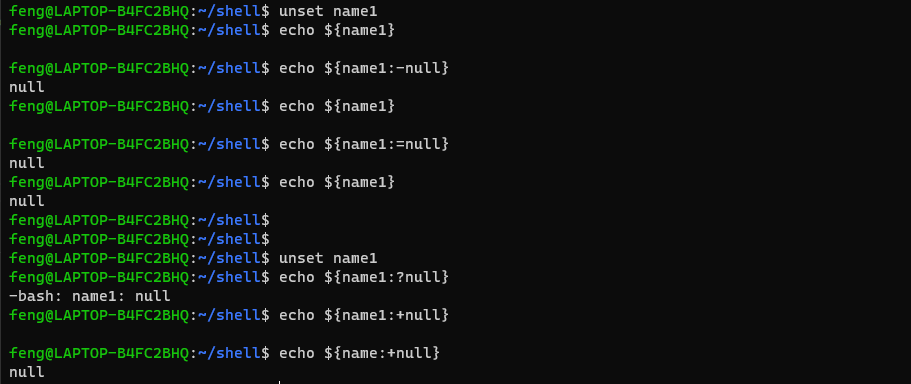 feng@LAPTOP-B4FC2BHQ:~/shell$ unset name1
feng@LAPTOP-B4FC2BHQ:~/shell$ echo ${name1}

feng@LAPTOP-B4FC2BHQ:~/shell$ echo ${name1:-null}
null
feng@LAPTOP-B4FC2BHQ:~/shell$ echo ${name1}

feng@LAPTOP-B4FC2BHQ:~/shell$ echo ${name1:=null}
null
feng@LAPTOP-B4FC2BHQ:~/shell$ echo ${name1}
null
feng@LAPTOP-B4FC2BHQ:~/shell$
feng@LAPTOP-B4FC2BHQ:~/shell$
feng@LAPTOP-B4FC2BHQ:~/shell$ unset name1
feng@LAPTOP-B4FC2BHQ:~/shell$ echo ${name1:?null}
-bash: name1: null
feng@LAPTOP-B4FC2BHQ:~/shell$ echo ${name1:+null}

feng@LAPTOP-B4FC2BHQ:~/shell$ echo ${name:+null}
null